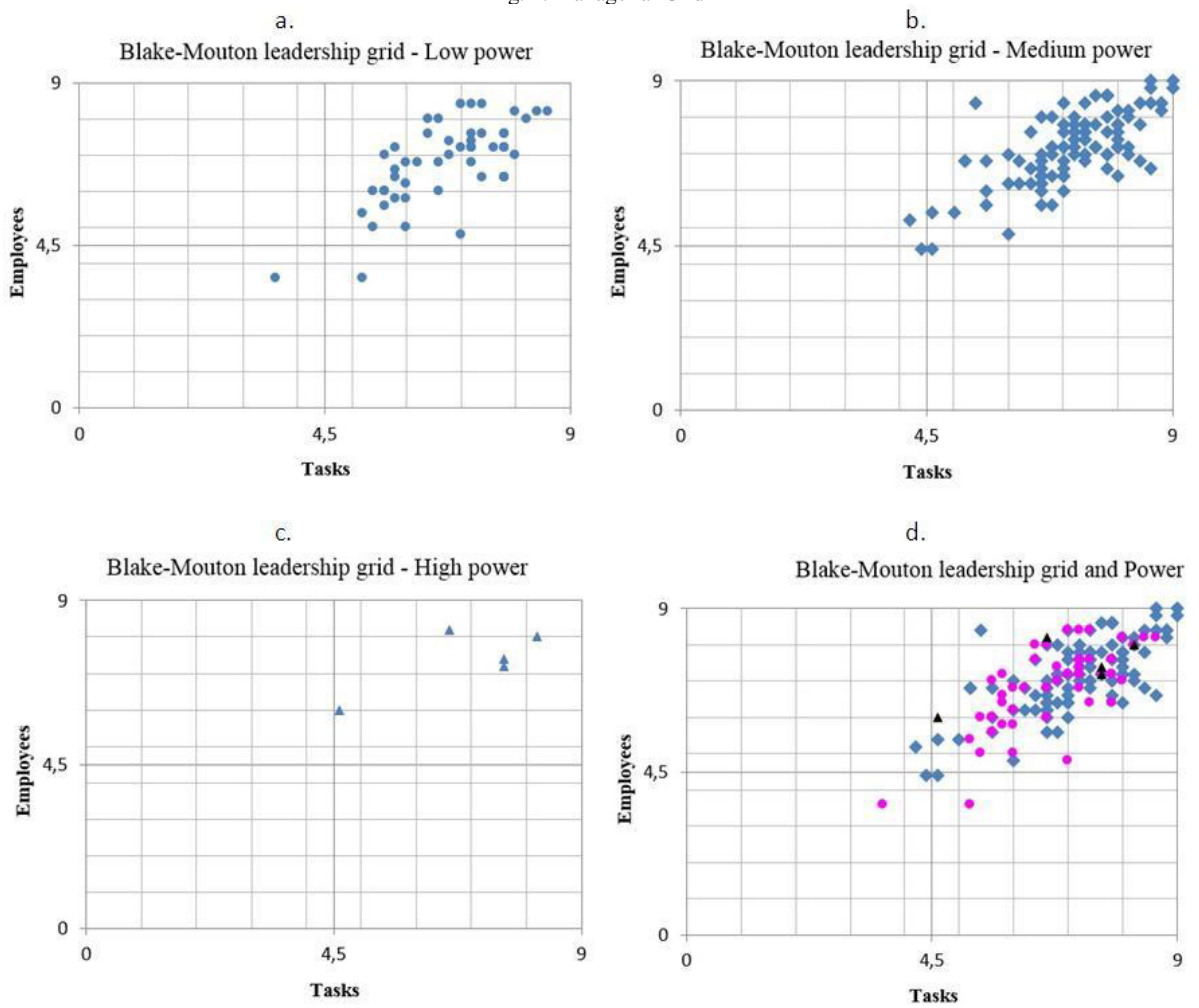 a.
Blake-Mouton leadership grid - Low power
9
4,5
0
Employees
0 4,5 9
Tasks
b.
Blake-Mouton leadership grid - Medium power
9
4,5
0
Employees
0 4,5 9
Tasks
c.
Blake-Mouton leadership grid - High power
9
4,5
0
Employees
0 4,5 9
Tasks
d.
Blake-Mouton leadership grid and Power
9
4,5
0
Employees
0 4,5 9
Tasks